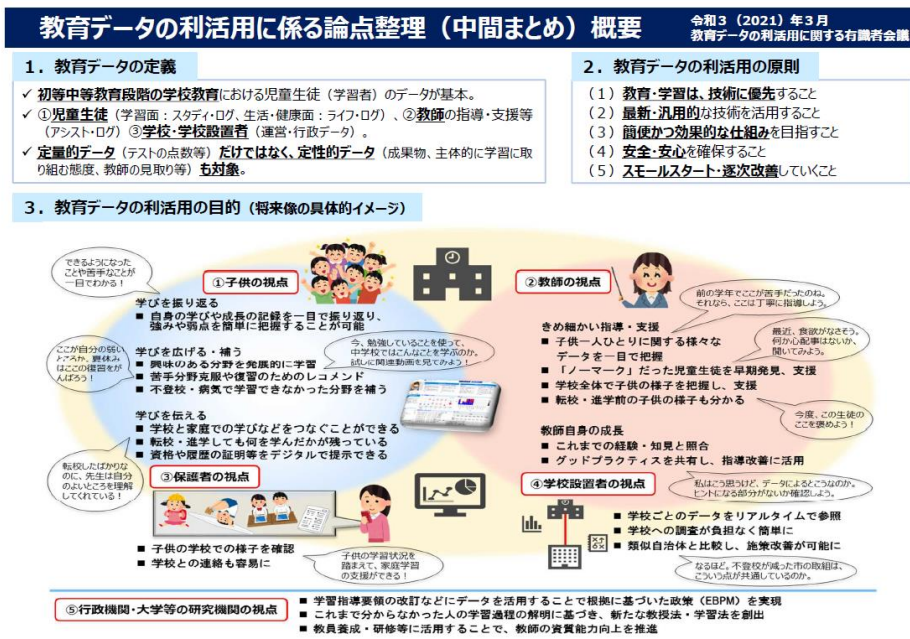 教育データの利活用に係る論点整理（中間まとめ）概要
令和３（2021）年３月
教育データの利活用に関する有識者会議
１．教育データの定義
✓ 初等中等教育段階の学校教育における児童生徒（学習者）のデータが基本。
✓ ①児童生徒（学習面：スタディ・ログ、生活・健康面：ライフ・ログ）、②教師の指導・支援等
（アシスト・ログ）③学校・学校設置者（運営・行政データ）。
✓ 定量的データ（テストの点数等）だけではなく、定性的データ（成果物、主体的に学習に取
り組む態度、教師の見取り等）も対象。
２．教育データの利活用の原則
（１）教育・学習は、技術に優先すること
（２）最新・汎用的な技術を活用すること
（３）簡便かつ効果的な仕組みを目指すこと
（４）安全・安心を確保すること
（５）スモールスタート・逐次改善していくこと
３．教育データの利活用の目的（将来像の具体的イメージ）
できるようになった
ことや苦手なことが
一目でわかる！
①子供の視点
学びを振り返る
■ 自身の学びや成長の記録を一目で振り返り、
強みや弱点を簡単に把握することが可能
ここが自分の弱い
ところか。夏休み
はここの復習をが
んばろう！
学びを広げる・補う
■ 興味のある分野を発展的に学習
■ 苦手分野克服や復習のためのレコメンド
■ 不登校・病気で学習できなかった分野を補う
今、勉強していることを使って、
中学校ではこんなことを学ぶのか。
試しに関連動画を見てみよう！
学びを伝える
■ 学校と家庭での学びなどをつなぐことができる
■ 転校・進学しても何を学んだかが残っている
■ 資格や履歴の証明等をデジタルで提示できる
転校したばかりな
のに、先生は自分
のよいところを理解
してくれている！
②教師の視点
前の学年でここが苦手だったのね。
それなら、ここは丁寧に指導しよう。
きめ細かい指導・支援
■ 子供一人ひとりに関する様々な
データを一目で把握
■ 「ノーマーク」だった児童生徒を早期発見、支援
■ 学校全体で子供の様子を把握し、支援
■ 転校・進学前の子供の様子も分かる
最近、食欲がなさそう。
何か心配事はないか、
聞いてみよう。
今度、この生徒の
ここを褒めよう！
教師自身の成長
■ これまでの経験・知見と照合
■ グッドプラクティスを共有し、指導改善に活用
私はこう思うけど、データによるとこうなのか。
ヒントになる部分がないか確認しよう。
③保護者の視点
■ 子供の学校での様子を確認
■ 学校との連絡も容易に
子供の学習状況を
踏まえて、家庭学習
の支援ができる！
④学校設置者の視点
■ 学校ごとのデータをリアルタイムで参照
■ 学校への調査が負担なく簡単に
■ 類似自治体と比較し、施策改善が可能に
なるほど。不登校が減った市の取組は、
こういう点が共通しているのか。
⑤行政機関・大学等の研究機関の視点
■ 学習指導要領の改訂などにデータを活用することで根拠に基づいた政策（EBPM）を実現
■ これまで分からなかった人の学習過程の解明に基づき、新たな教授法・学習法を創出
■ 教員養成・研修等に活用することで、教師の資質能力向上を推進